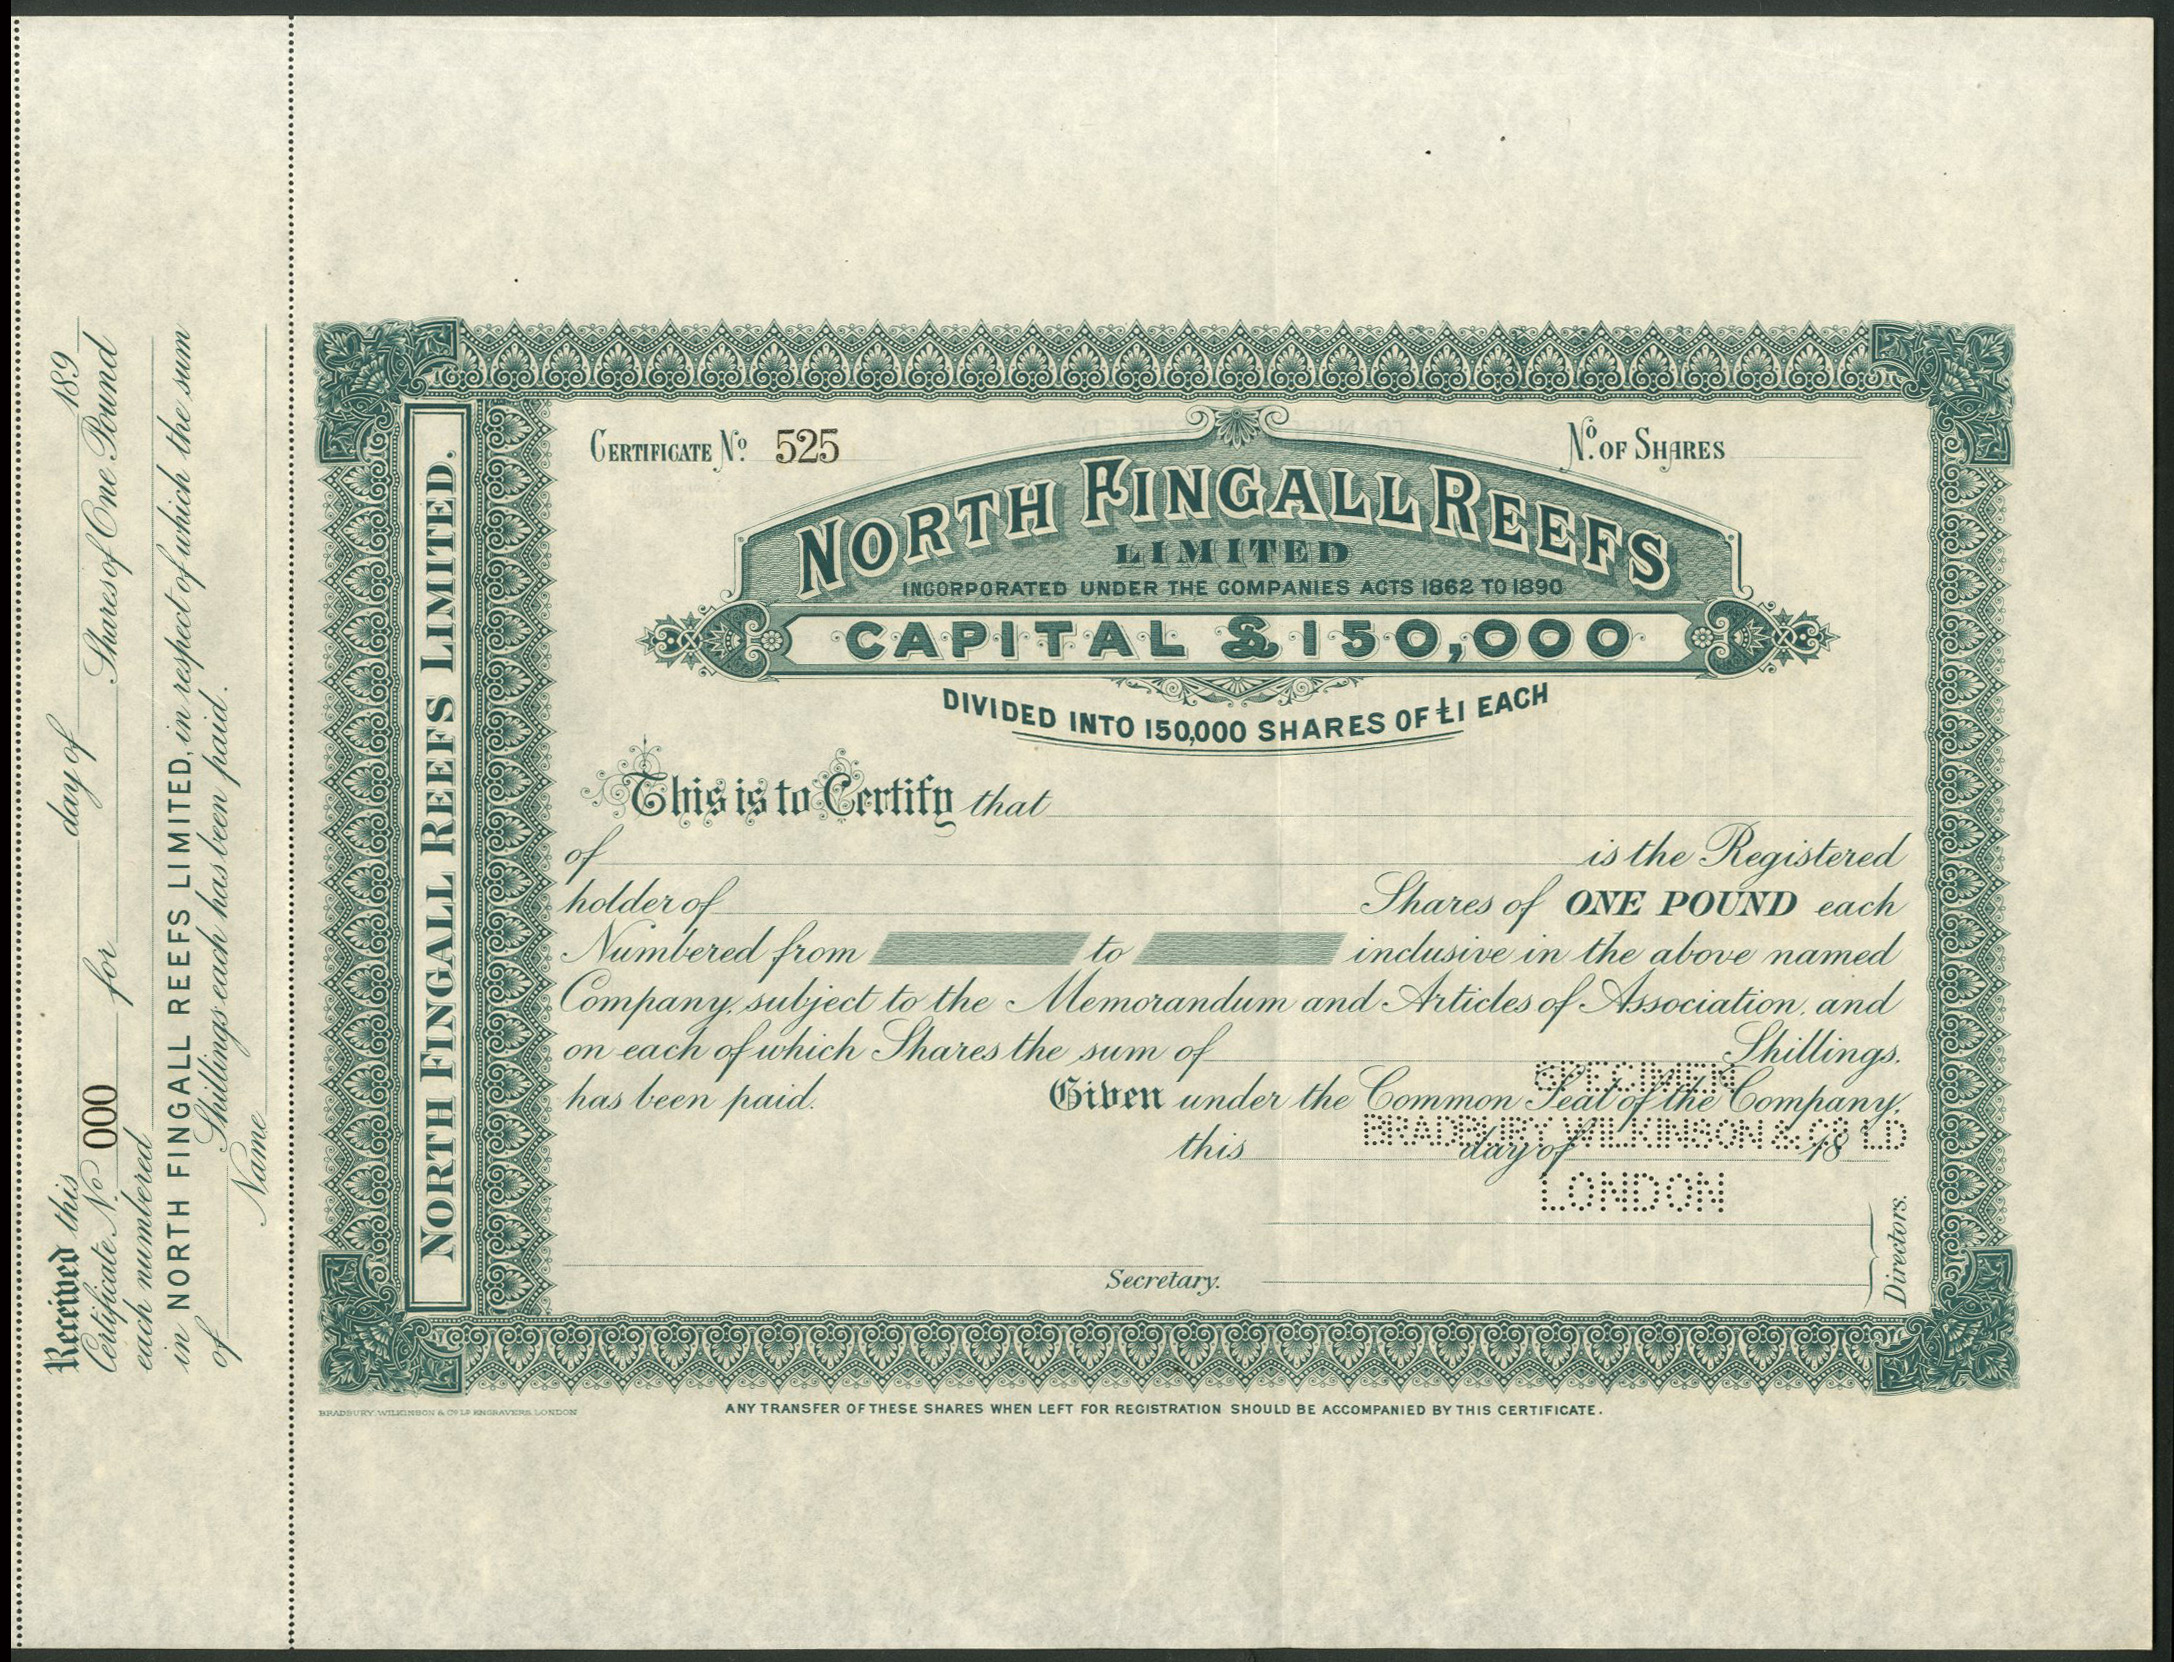 Received this day of 189
Certificate No. 000 for Shares of One Pound
each numbered
in NORTH FINGALL REEFS LIMITED, in respect of which the sum
of Shillings each has been paid.
Name
NORTH FINGALL REEFS LIMITED.
CERTIFICATE No. 525
No. OF SHARES
NORTH FINGALL REEFS
LIMITED
INCORPORATED UNDER THE COMPANIES ACTS 1862 TO 1890
CAPITAL £150,000
DIVIDED INTO 150,000 SHARES OF £1 EACH
This is to Certify that
of is the Registered
holder of Shares of ONE POUND each
Numbered from to inclusive in the above named
Company, subject to the Memorandum and Articles of Association, and
on each of which Shares the sum of Shillings.
has been paid. Given under the Common Seal of the Company,
this day of 18
SPECIMEN
BRADBURY WILKINSON & CO LD
LONDON
Secretary.
Directors.
BRADBURY, WILKINSON & Co. Ld. ENGRAVERS, LONDON
ANY TRANSFER OF THESE SHARES WHEN LEFT FOR REGISTRATION SHOULD BE ACCOMPANIED BY THIS CERTIFICATE.